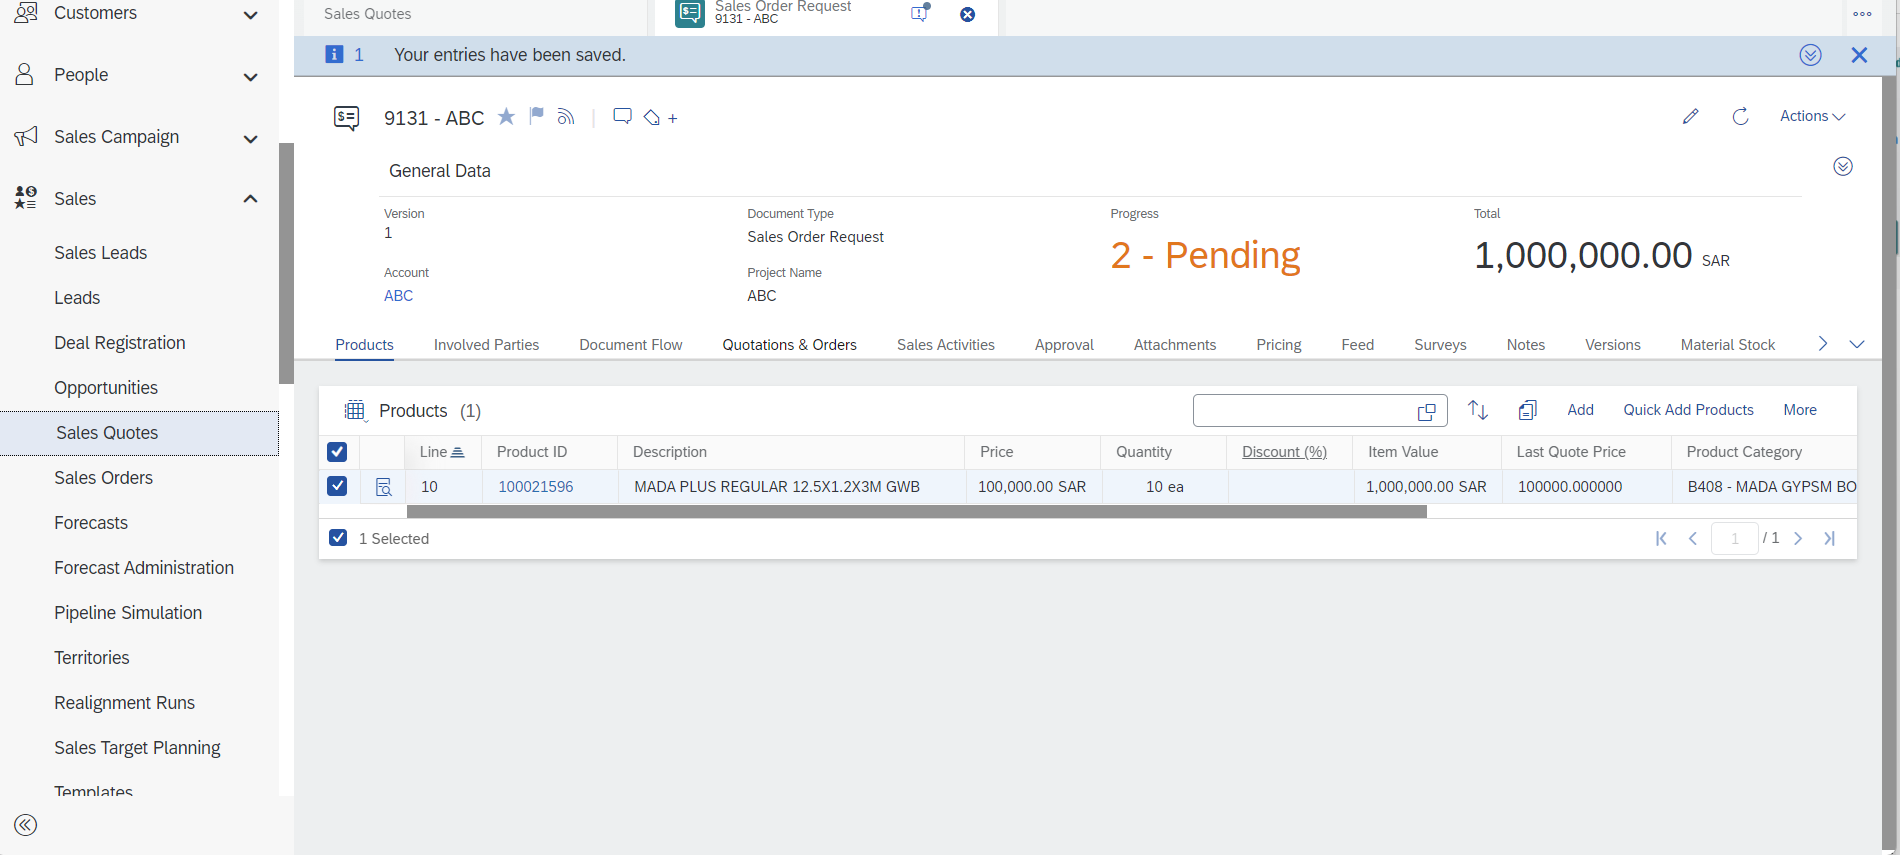 Customers
People
Sales Campaign
Sales
Sales Leads
Leads
Deal Registration
Opportunities
Sales Quotes
Sales Orders
Forecasts
Forecast Administration
Pipeline Simulation
Territories
Realignment Runs
Sales Target Planning
Templates
Sales Quotes
Sales Order Request
9131 - ABC
1 Your entries have been saved.
9131 - ABC
Actions
General Data
Version
1
Document Type
Sales Order Request
Progress
2 - Pending
Total
1,000,000.00 SAR
Account
ABC
Project Name
ABC
Products Involved Parties Document Flow Quotations & Orders Sales Activities Approval Attachments Pricing Feed Surveys Notes Versions Material Stock
Products (1) Add Quick Add Products More
Line Product ID Description Price Quantity Discount (%) Item Value Last Quote Price Product Category
10 100021596 MADA PLUS REGULAR 12.5X1.2X3M GWB 100,000.00 SAR 10 ea 1,000,000.00 SAR 100000.000000 B408 - MADA GYPSM BO
1 Selected 1 / 1